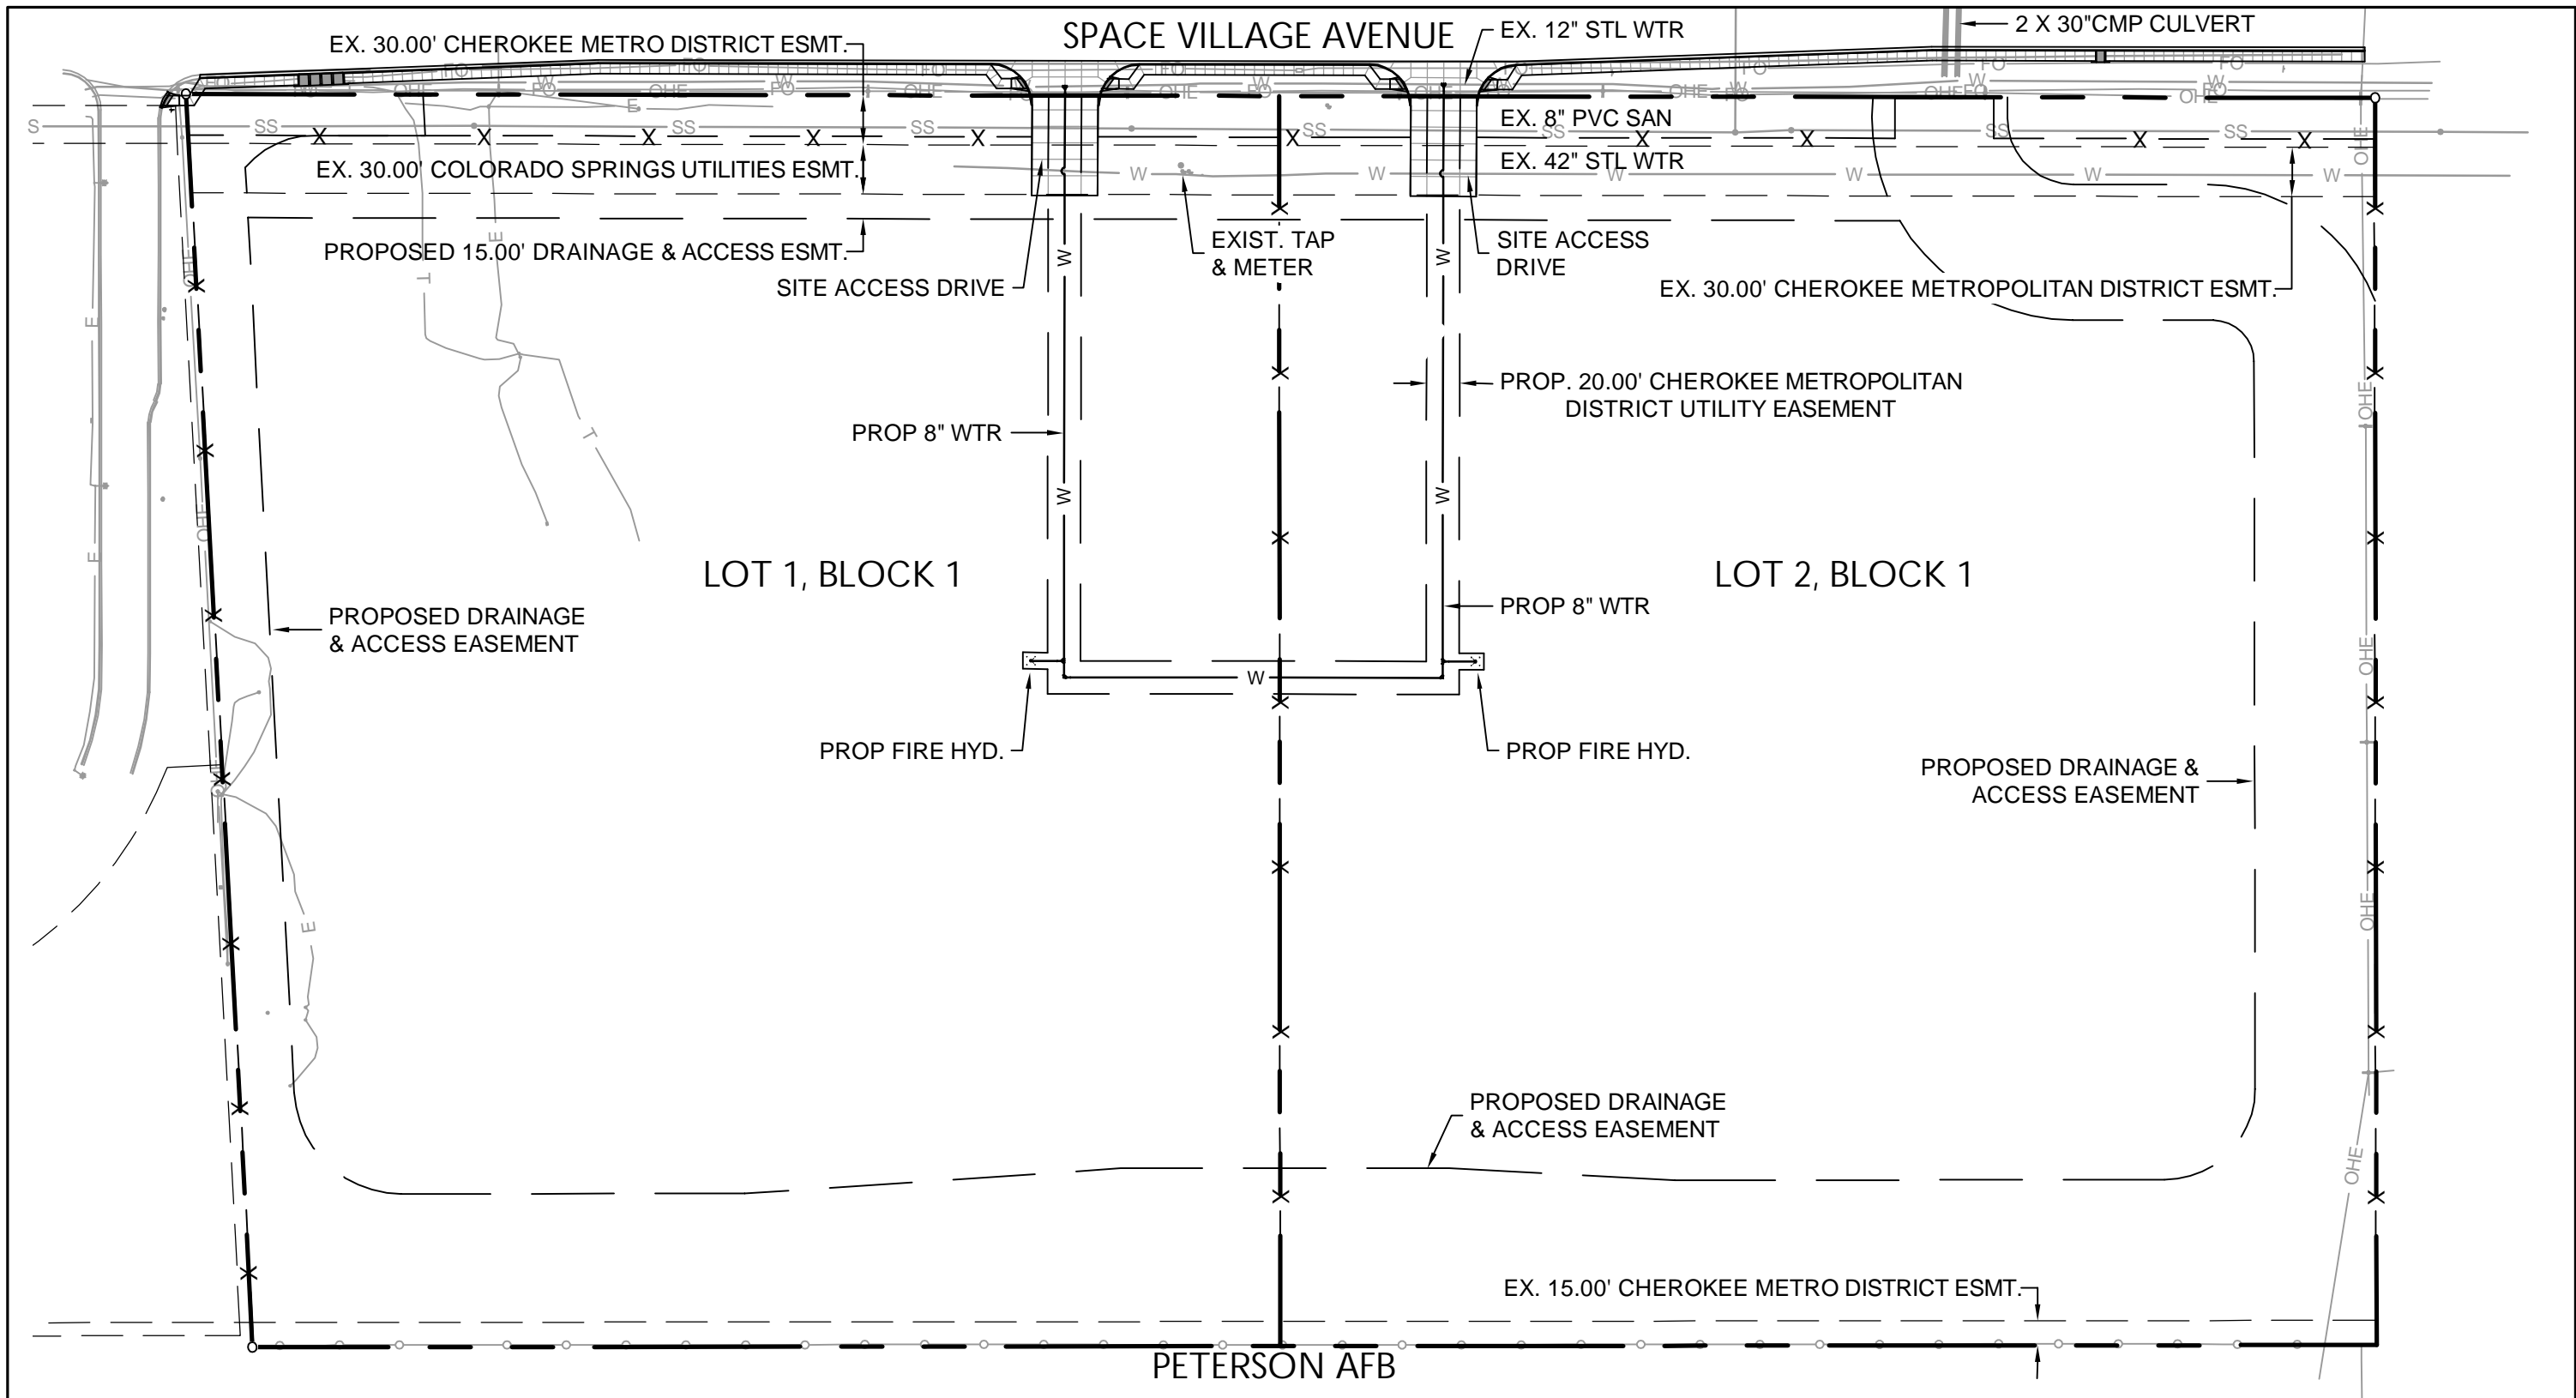 SPACE VILLAGE AVENUE
EX. 30.00' CHEROKEE METRO DISTRICT ESMT.
EX. 12" STL WTR
2 X 30"CMP CULVERT
EX. 8" PVC SAN
EX. 30.00' COLORADO SPRINGS UTILITIES ESMT.
EX. 42" STL WTR
PROPOSED 15.00' DRAINAGE & ACCESS ESMT.
EXIST. TAP
& METER
SITE ACCESS
DRIVE
SITE ACCESS DRIVE
EX. 30.00' CHEROKEE METROPOLITAN DISTRICT ESMT.
PROP. 20.00' CHEROKEE METROPOLITAN
DISTRICT UTILITY EASEMENT
PROP 8" WTR
LOT 1, BLOCK 1
LOT 2, BLOCK 1
PROPOSED DRAINAGE
& ACCESS EASEMENT
PROP 8" WTR
W
PROP FIRE HYD.
PROP FIRE HYD.
PROPOSED DRAINAGE &
ACCESS EASEMENT
PROPOSED DRAINAGE
& ACCESS EASEMENT
EX. 15.00' CHEROKEE METRO DISTRICT ESMT.
PETERSON AFB